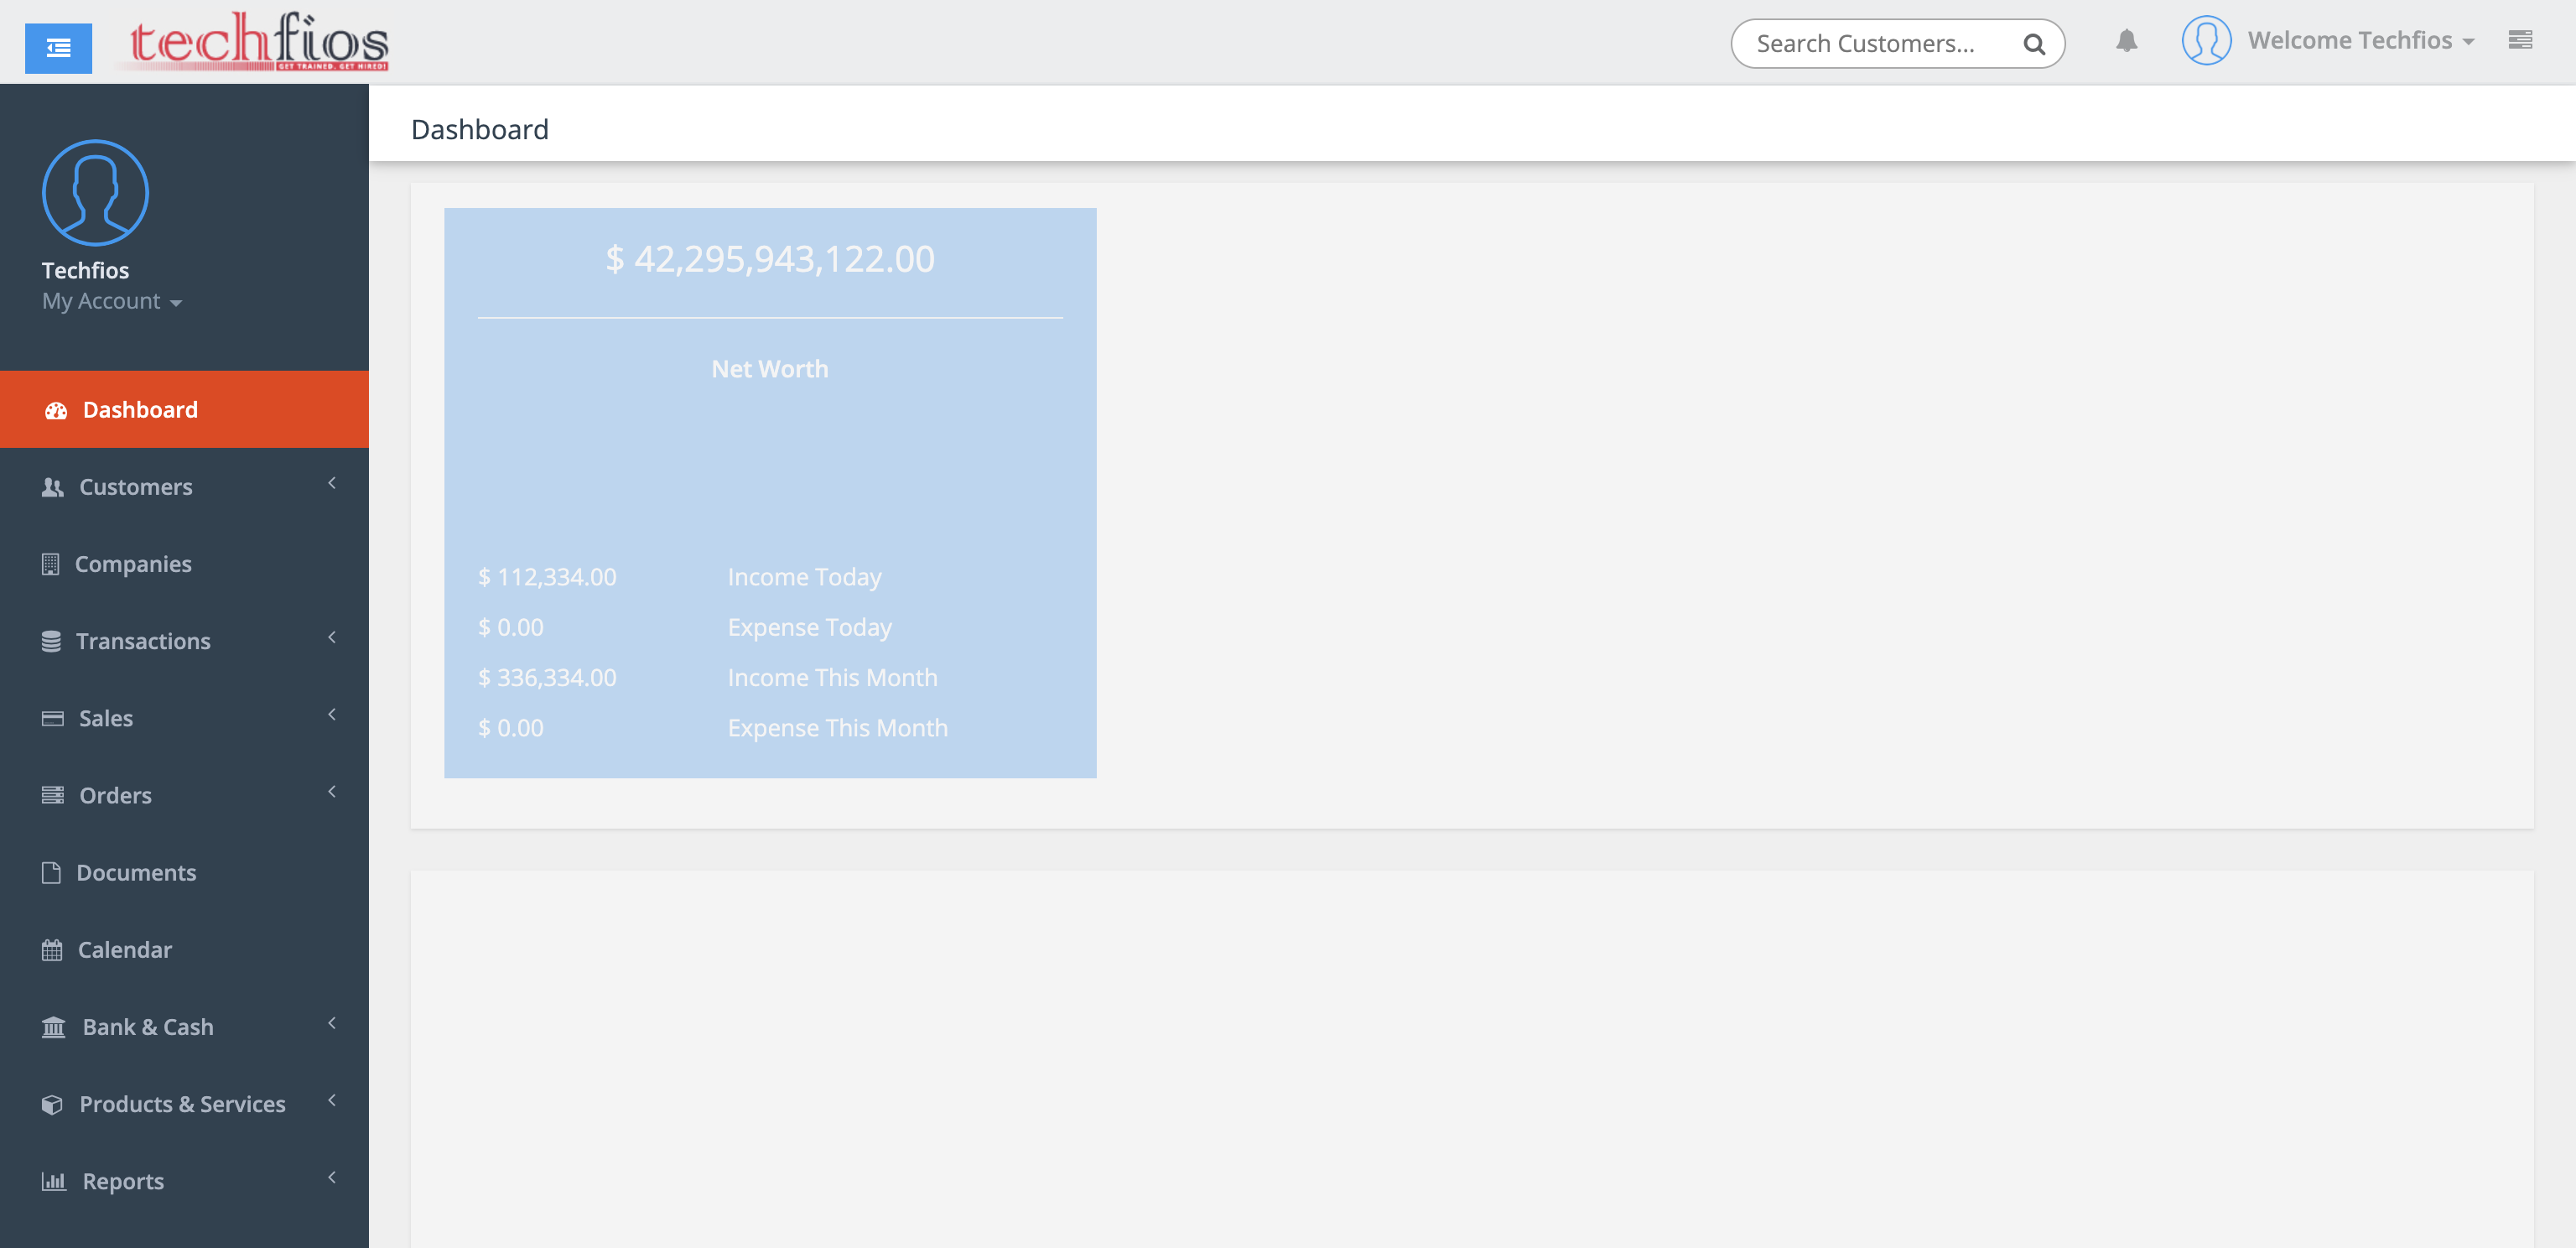 techfios
GET TRAINED. GET HIRED!
Search Customers...
Welcome Techfios
Techfios
My Account
Dashboard
Customers
Companies
Transactions
Sales
Orders
Documents
Calendar
Bank & Cash
Products & Services
Reports
Dashboard
$ 42,295,943,122.00
Net Worth
$ 112,334.00 Income Today
$ 0.00 Expense Today
$ 336,334.00 Income This Month
$ 0.00 Expense This Month